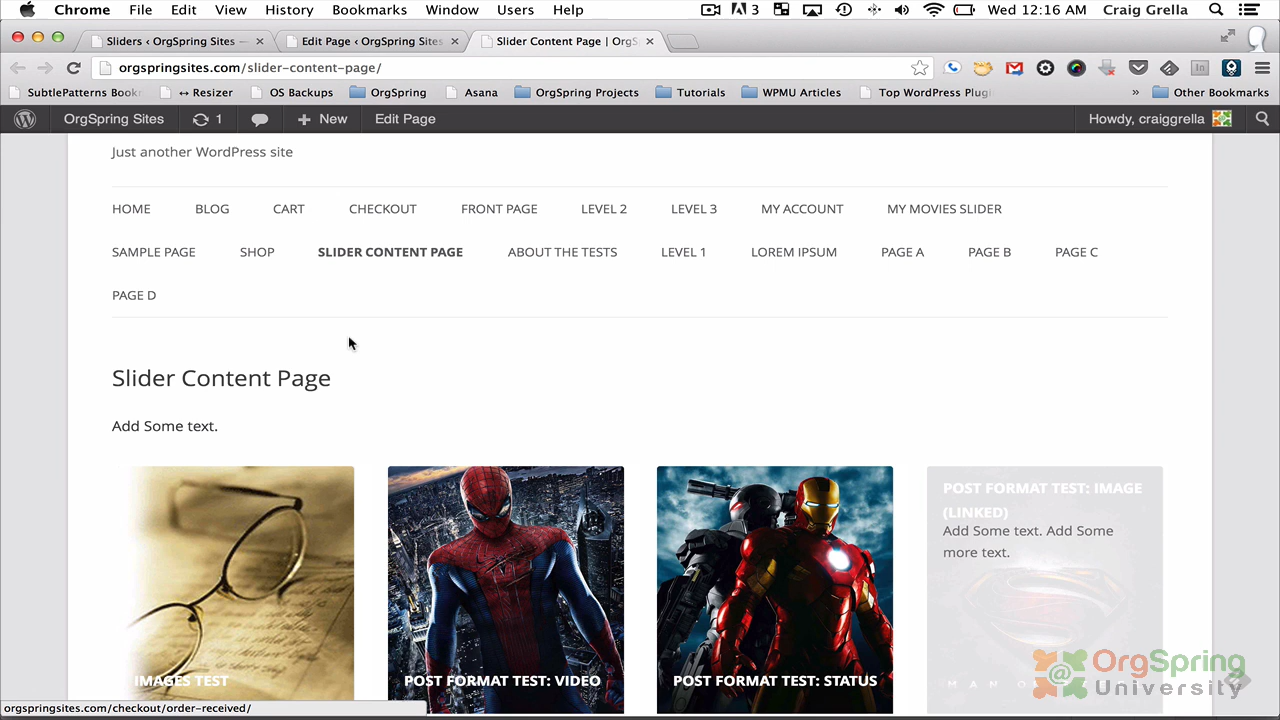 Chrome File Edit View History Bookmarks Window Users Help 3 Wed 12:16 AM Craig Grella
Sliders ‹ OrgSpring Sites — Edit Page ‹ OrgSpring Sites Slider Content Page | OrgS
orgspringsites.com/slider-content-page/
SubtlePatterns Book ↔ Resizer OS Backups OrgSpring Asana OrgSpring Projects Tutorials WPMU Articles Top WordPress Plugi » Other Bookmarks
OrgSpring Sites 1 + New Edit Page Howdy, craiggrella
Just another WordPress site
HOME BLOG CART CHECKOUT FRONT PAGE LEVEL 2 LEVEL 3 MY ACCOUNT MY MOVIES SLIDER
SAMPLE PAGE SHOP SLIDER CONTENT PAGE ABOUT THE TESTS LEVEL 1 LOREM IPSUM PAGE A PAGE B PAGE C
PAGE D
Slider Content Page
Add Some text.
POST FORMAT TEST: IMAGE
(LINKED)
Add Some text. Add Some
more text.
IMAGES TEST POST FORMAT TEST: VIDEO POST FORMAT TEST: STATUS
@ OrgSpring
University
orgspringsites.com/checkout/order-received/